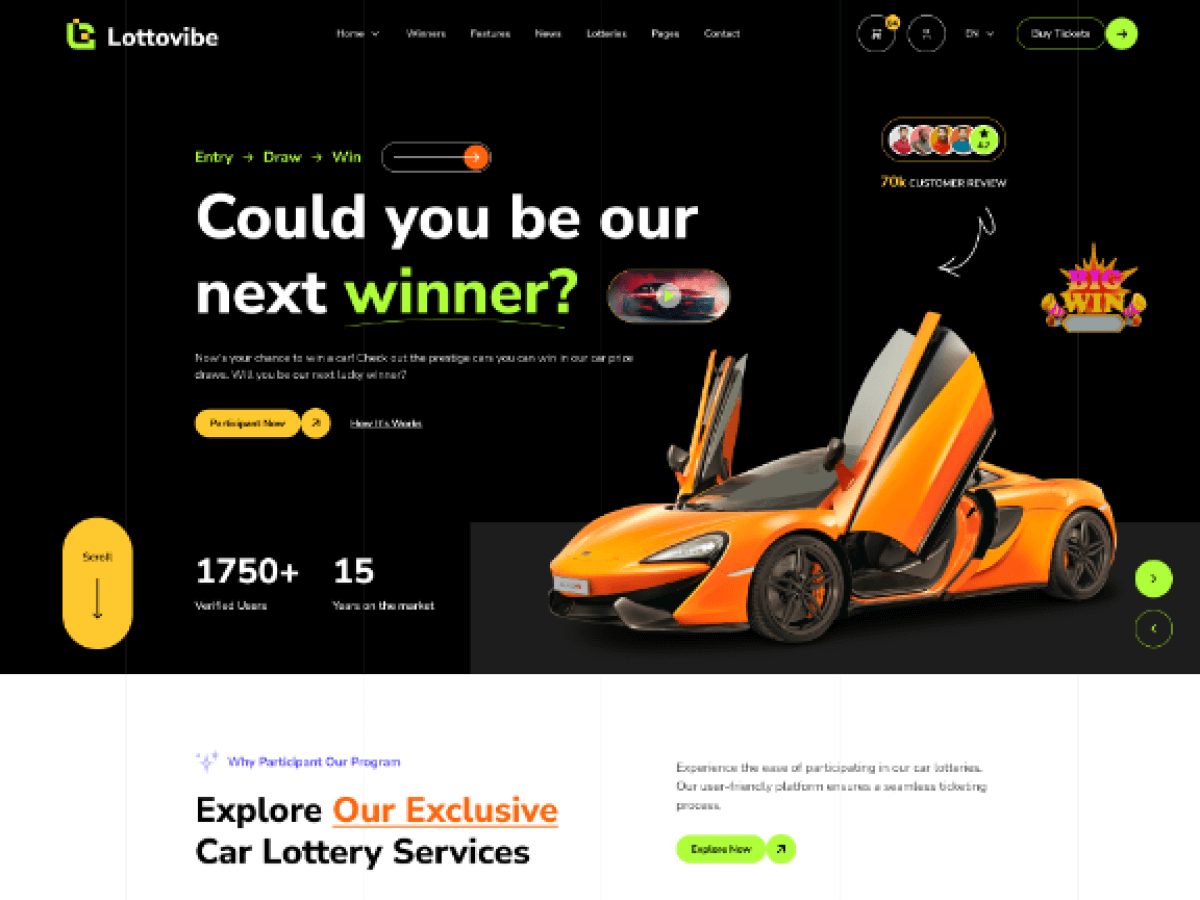 Lottovibe
Home
Winners
Features
News
Lotteries
Pages
Contact
EN
Buy Tickets
Entry → Draw → Win
70k CUSTOMER REVIEW
Could you be our
next winner?
BIG
WIN
Now's your chance to win a car! Check out the prestige cars you can win in our car prize
draws. Will you be our next lucky winner?
Participant Now
How It's Works
Scroll
1750+
Verified Users
15
Years on the market
Why Participant Our Program
Explore Our Exclusive
Car Lottery Services
Experience the ease of participating in our car lotteries.
Our user-friendly platform ensures a seamless ticketing
process.
Explore Now